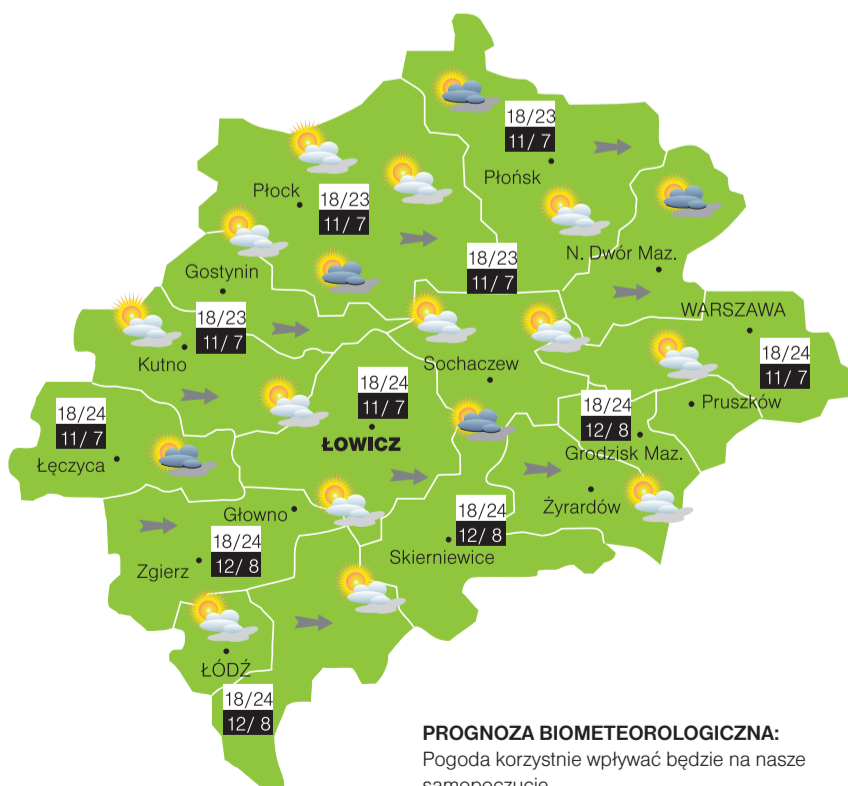 18/23
11/ 7
Płońsk
Płock
18/23
11/ 7
N. Dwór Maz.
18/23
11/ 7
Gostynin
18/23
11/ 7
Kutno
WARSZAWA
18/24
11/ 7
Sochaczew
18/24
11/ 7
ŁOWICZ
Pruszków
18/24
12/ 8
Grodzisk Maz.
18/24
11/ 7
Łęczyca
Głowno
Żyrardów
18/24
12/ 8
Skierniewice
18/24
12/ 8
Zgierz
ŁÓDŹ
18/24
12/ 8
PROGNOZA BIOMETEOROLOGICZNA:
Pogoda korzystnie wpływać będzie na nasze
samopoczucie